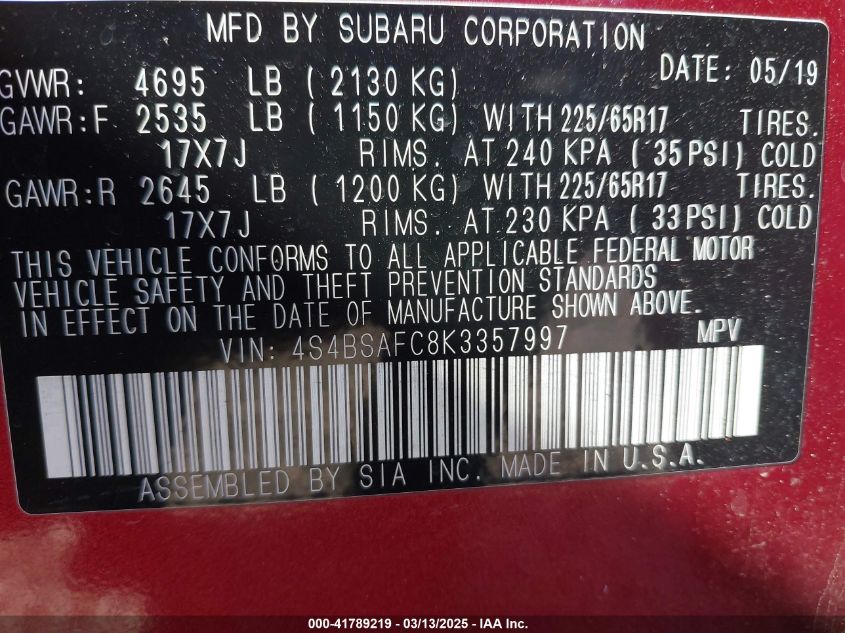 MFD BY SUBARU CORPORATION
DATE: 05/19
GVWR: 4695 LB (2130 KG)
GAWR:F 2535 LB (1150 KG) WITH 225/65R17 TIRES.
17X7J RIMS. AT 240 KPA (35 PSI) COLD
GAWR:R 2645 LB (1200 KG) WITH 225/65R17 TIRES.
17X7J RIMS. AT 230 KPA (33 PSI) COLD
THIS VEHICLE CONFORMS TO ALL APPLICABLE FEDERAL MOTOR
VEHICLE SAFETY AND THEFT PREVENTION STANDARDS
IN EFFECT ON THE DATE OF MANUFACTURE SHOWN ABOVE.
VIN: 4S4BSAFC8K3357997 MPV
ASSEMBLED BY SIA INC. MADE IN U.S.A.
000-41789219 - 03/13/2025 - IAA Inc.